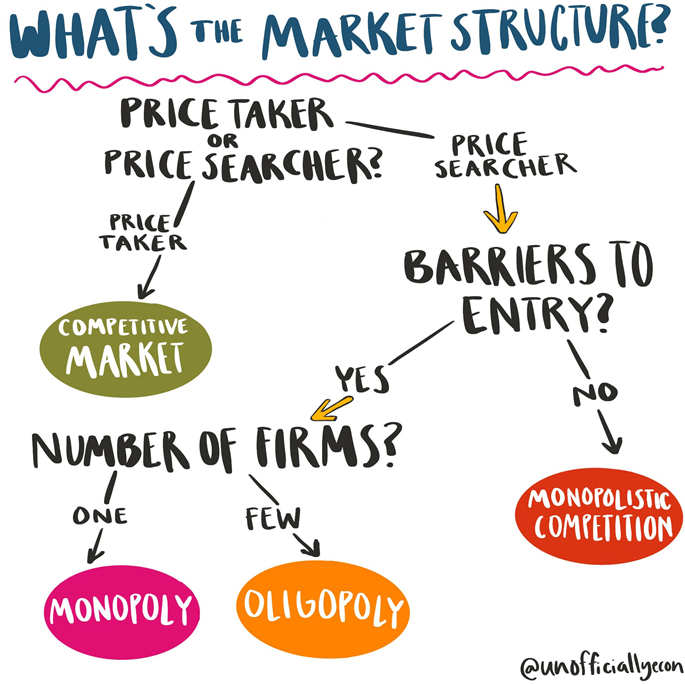 WHAT'S THE MARKET STRUCTURE?
PRICE TAKER
OR
PRICE SEARCHER?
PRICE
SEARCHER
PRICE
TAKER
BARRIERS TO
ENTRY?
COMPETITIVE
MARKET
YES
NO
NUMBER OF FIRMS?
ONE
FEW
MONOPOLISTIC
COMPETITION
MONOPOLY
OLIGOPOLY
@unofficiallyecon